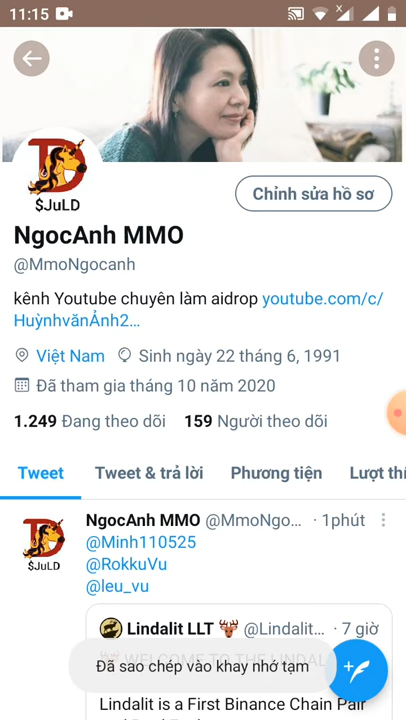 11:15
$JuLD
Chỉnh sửa hồ sơ
NgocAnh MMO
@MmoNgocanh
kênh Youtube chuyên làm aidrop youtube.com/c/
HuỳnhvănẢnh2...
Việt Nam Sinh ngày 22 tháng 6, 1991
Đã tham gia tháng 10 năm 2020
1.249 Đang theo dõi 159 Người theo dõi
Tweet Tweet & trả lời Phương tiện Lượt thí
$JuLD
NgocAnh MMO @MmoNgo... · 1phút
@Minh110525
@RokkuVu
@leu_vu
Lindalit LLT @Lindalit... · 7 giờ
WELCOME TO THE LINDAL
Đã sao chép vào khay nhớ tạm
Lindalit is a First Binance Chain Pair